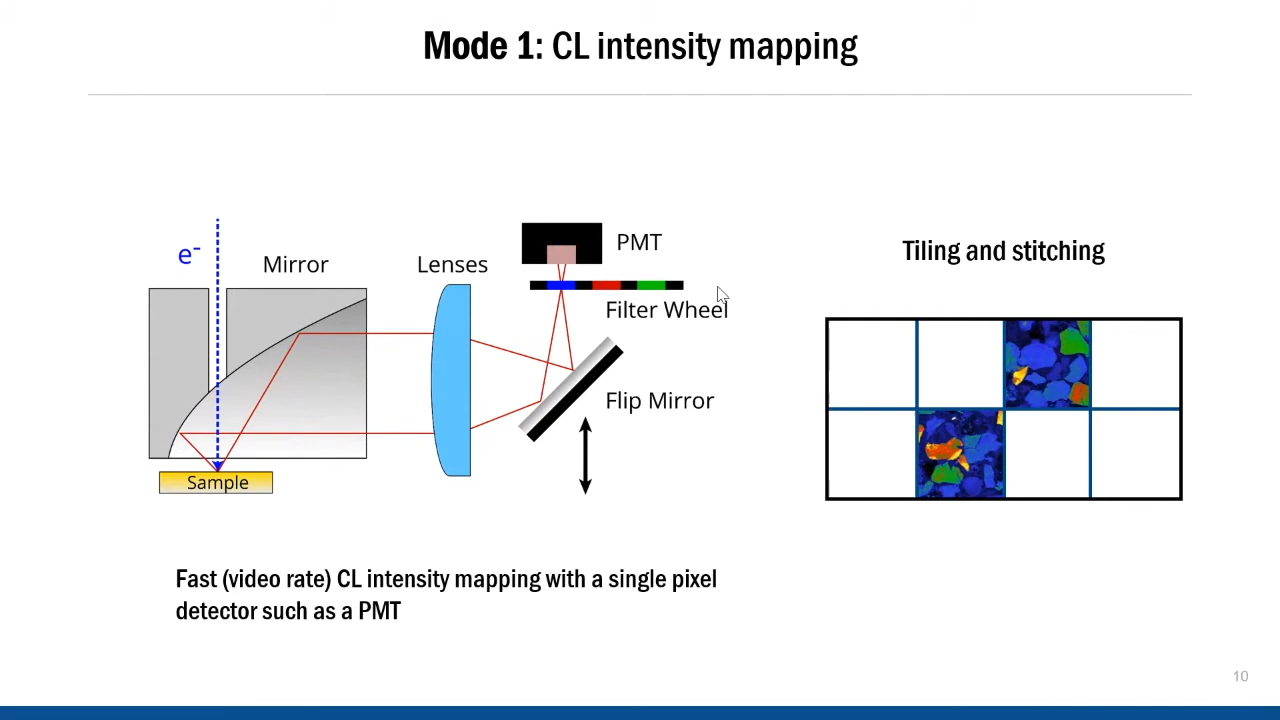 Mode 1: CL intensity mapping
e-
Mirror
Lenses
PMT
Filter Wheel
Flip Mirror
Sample
Tiling and stitching
Fast (video rate) CL intensity mapping with a single pixel
detector such as a PMT
10